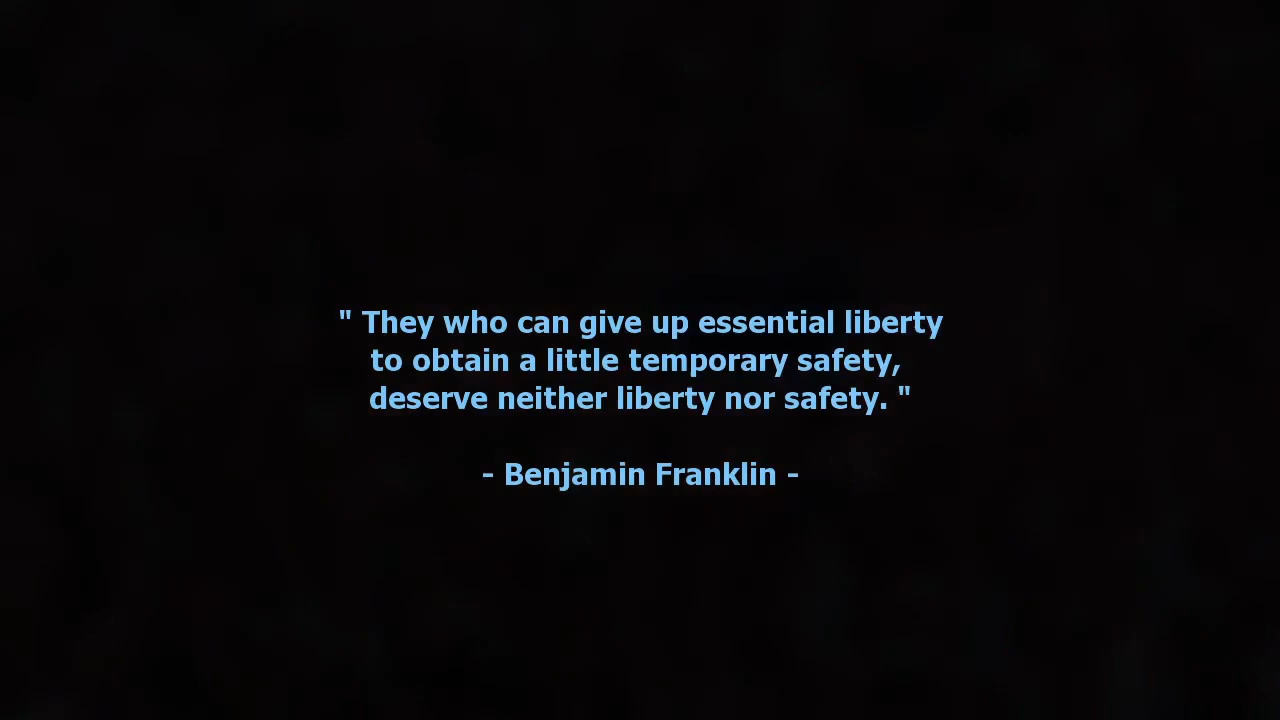 " They who can give up essential liberty
to obtain a little temporary safety,
deserve neither liberty nor safety. "
- Benjamin Franklin -